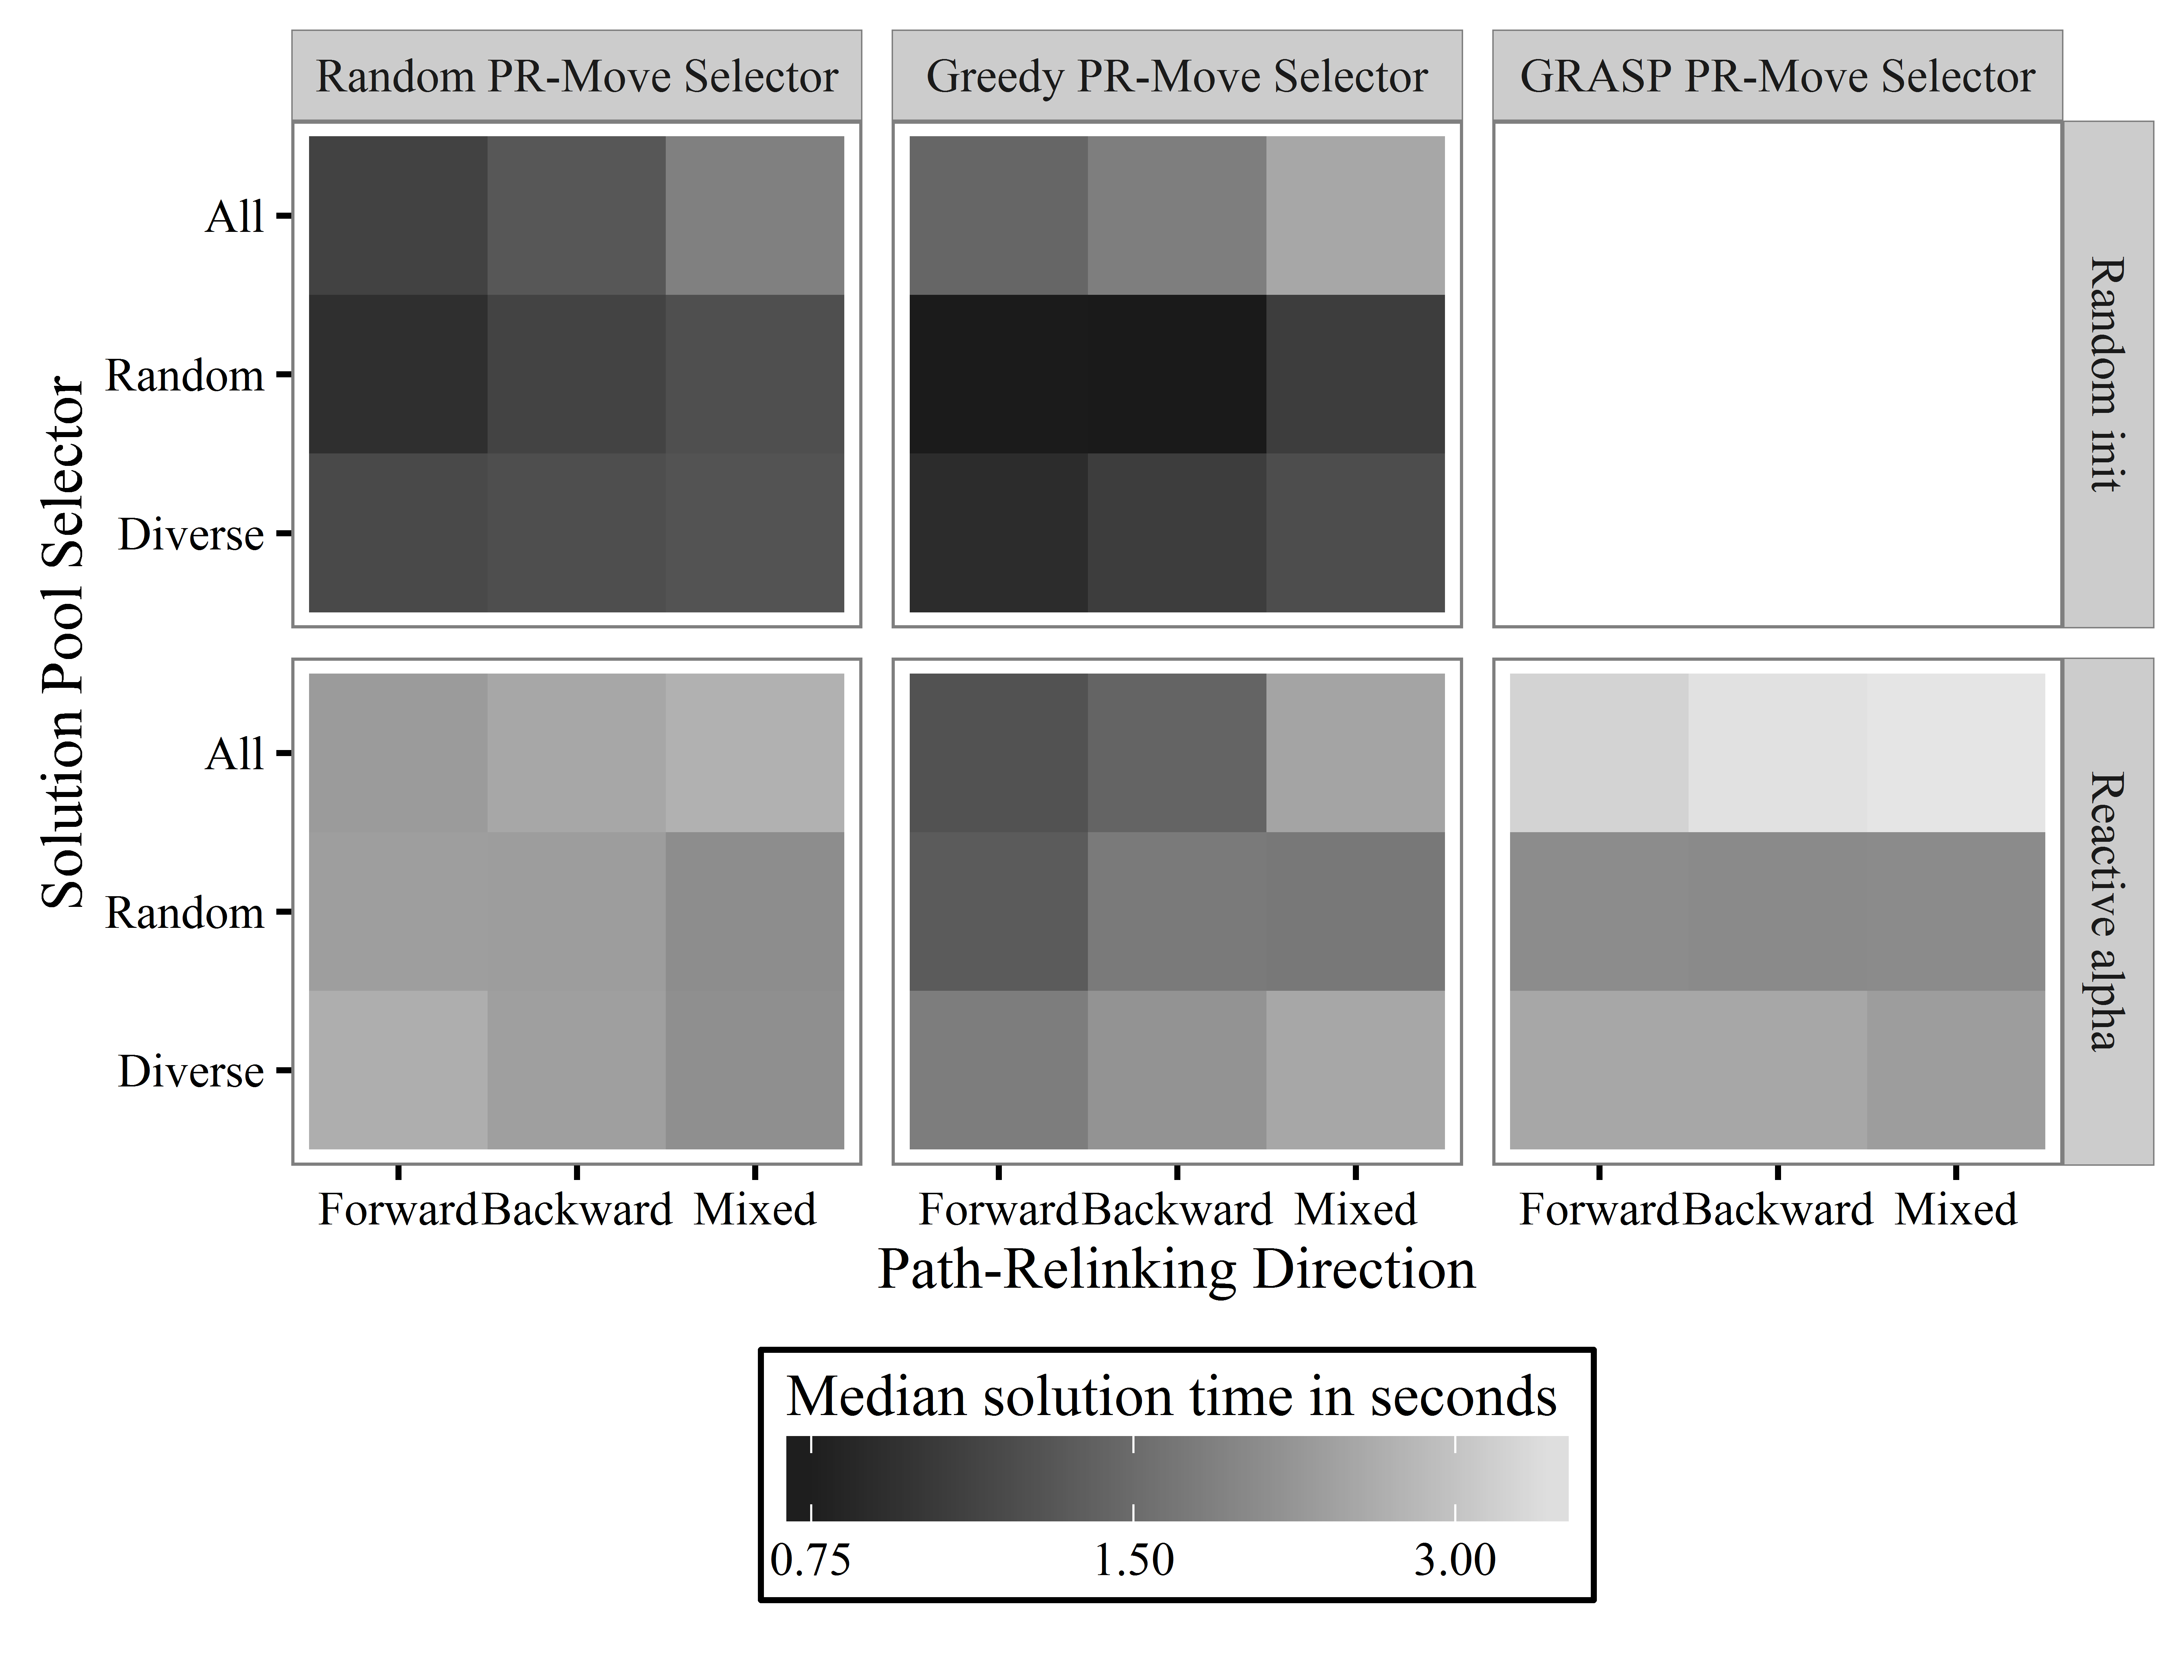 Random PR-Move Selector
Greedy PR-Move Selector
GRASP PR-Move Selector
Solution Pool Selector
All
Random
Diverse
Random init
All
Random
Diverse
Reactive alpha
Forward Backward Mixed
Forward Backward Mixed
Forward Backward Mixed
Path-Relinking Direction
Median solution time in seconds
0.75 1.50 3.00